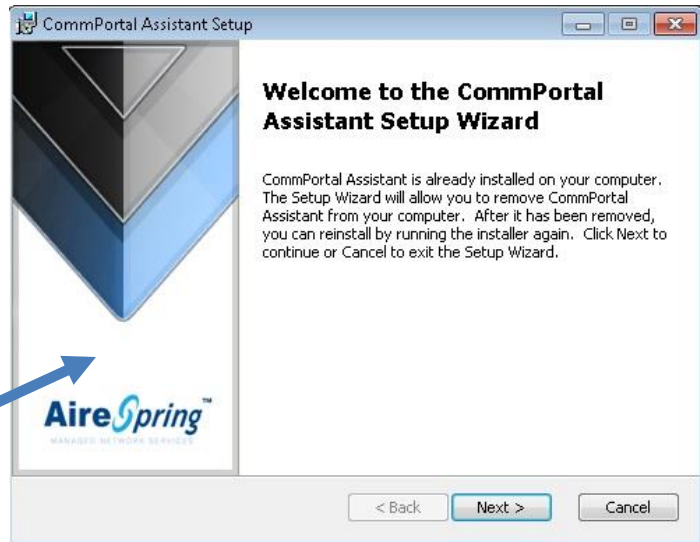 CommPortal Assistant Setup
Welcome to the CommPortal
Assistant Setup Wizard
CommPortal Assistant is already installed on your computer.
The Setup Wizard will allow you to remove CommPortal
Assistant from your computer. After it has been removed,
you can reinstall by running the installer again. Click Next to
continue or Cancel to exit the Setup Wizard.
AireSpring™
MANAGED NETWORK SERVICES
< Back Next > Cancel